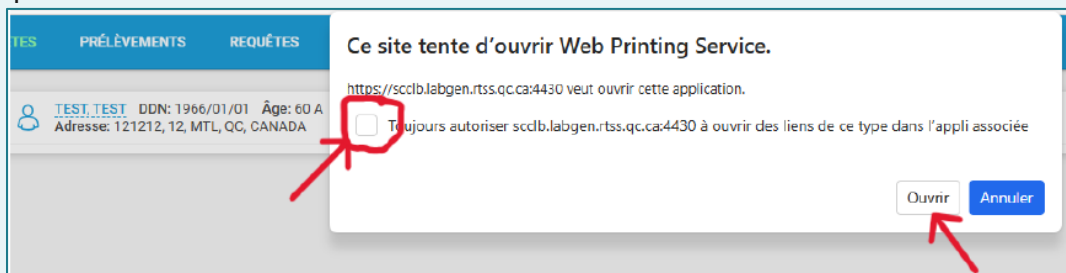 TES PRÉLÈVEMENTS REQUÊTES
Ce site tente d’ouvrir Web Printing Service.
https://scclb.labgen.rtss.qc.ca:4430 veut ouvrir cette application.
TEST, TEST DDN: 1966/01/01 Âge: 60 A
Adresse: 121212, 12, MTL, QC, CANADA
Toujours autoriser scclb.labgen.rtss.qc.ca:4430 à ouvrir des liens de ce type dans l’appli associée
Ouvrir Annuler